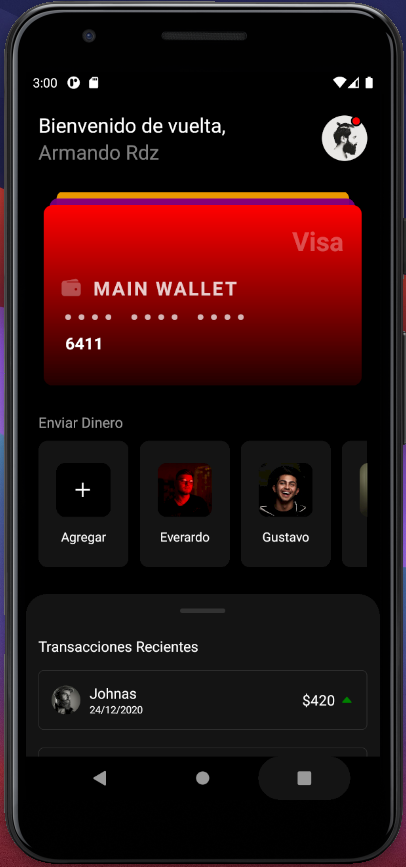 3:00
Bienvenido de vuelta,
Armando Rdz
Visa
MAIN WALLET
•••• •••• ••••
6411
Enviar Dinero
Agregar
Everardo
Gustavo
Transacciones Recientes
Johnas
$420
24/12/2020